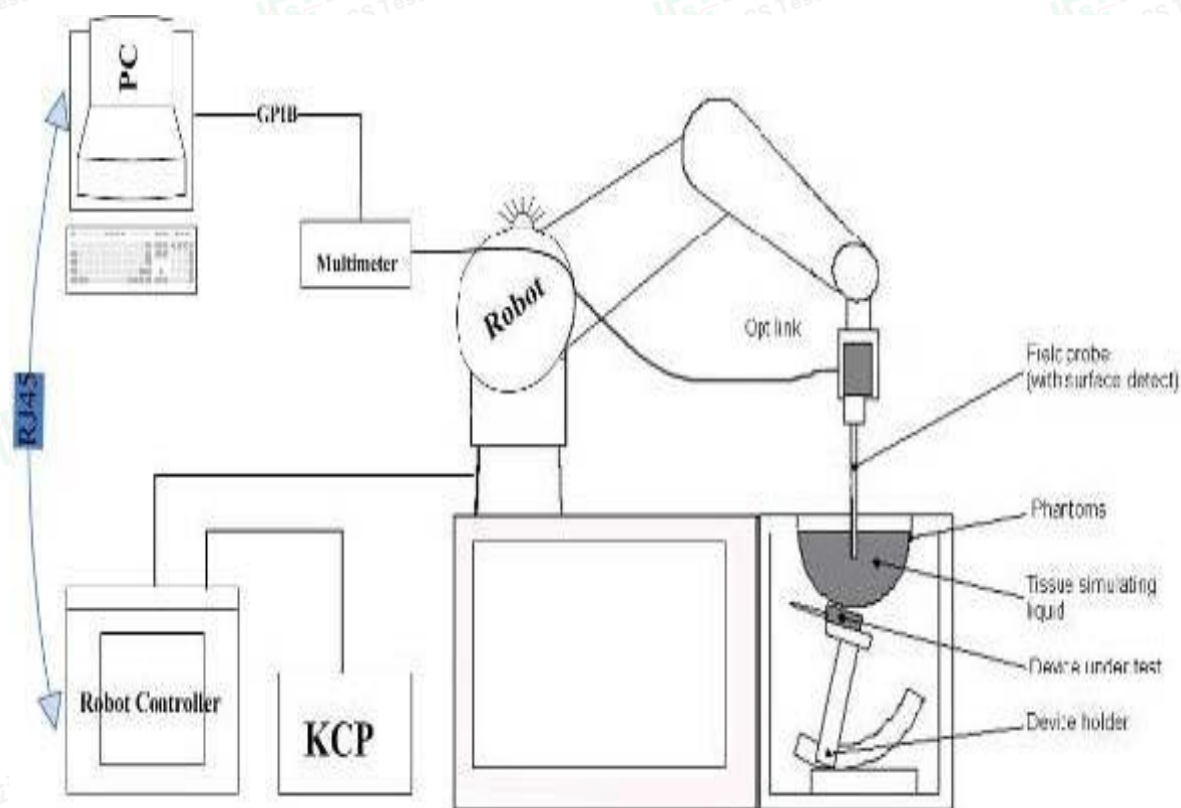 PC
GPIB
Multimeter
Robot
Opt link
Field probe
(with surface detect)
RJ45
Phantoms
Tissue simulating
liquid
Device under test
Device holder
Robot Controller
KCP